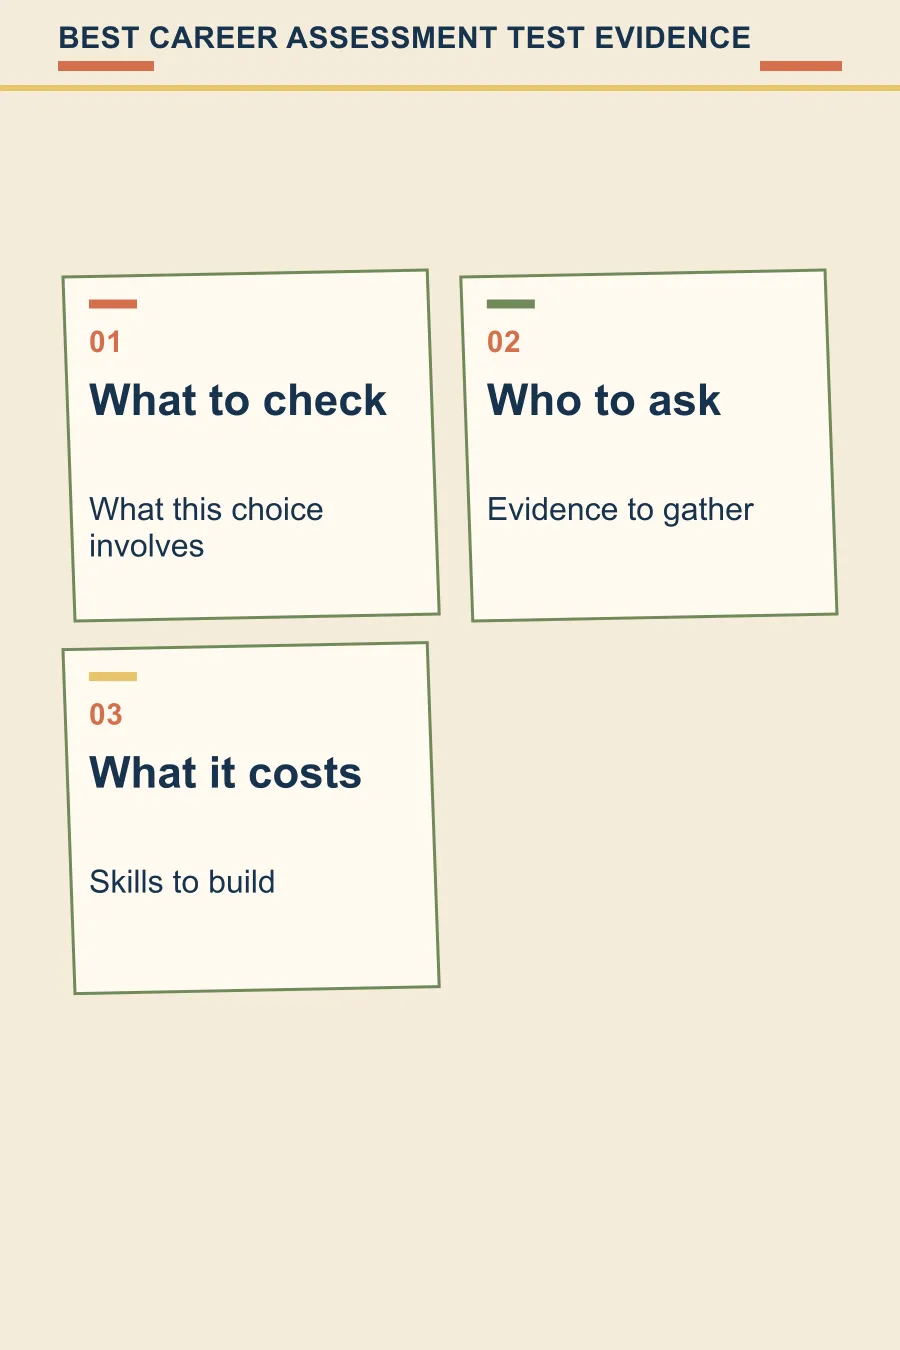 BEST CAREER ASSESSMENT TEST EVIDENCE
01
What to check
What this choice
involves
02
Who to ask
Evidence to gather
03
What it costs
Skills to build